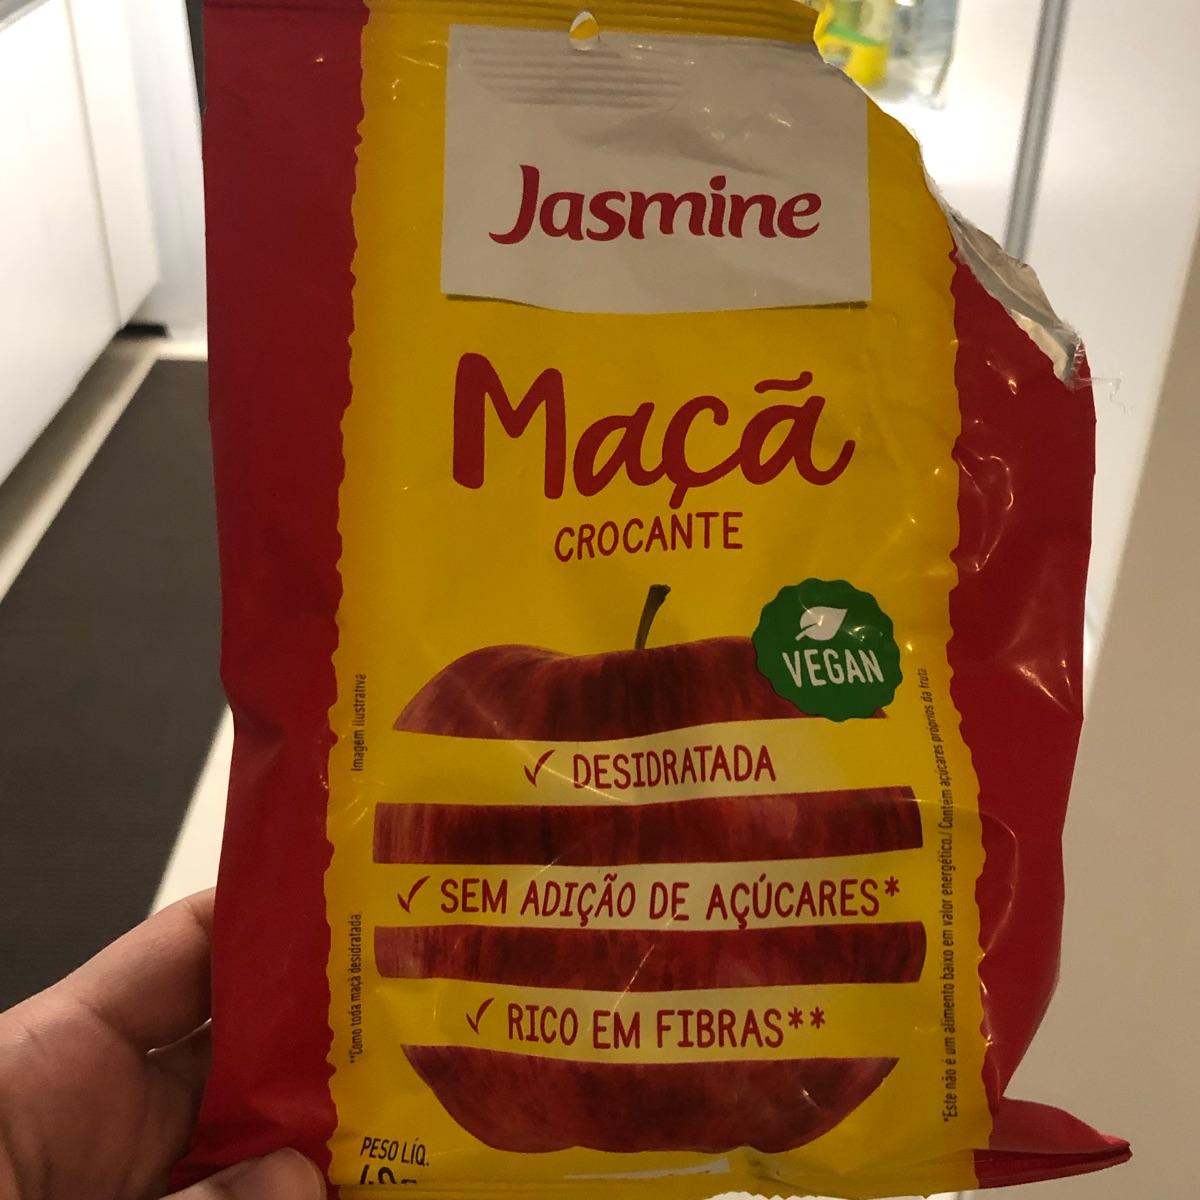 Jasmine
Maçã
CROCANTE
VEGAN
✓ DESIDRATADA
✓ SEM ADIÇÃO DE AÇÚCARES*
✓ RICO EM FIBRAS**
Imagem ilustrativa
**Como toda maçã desidratada.
*Este não é um alimento baixo em valor energético./ Contém açúcares próprios da fruta
PESO LÍQ.